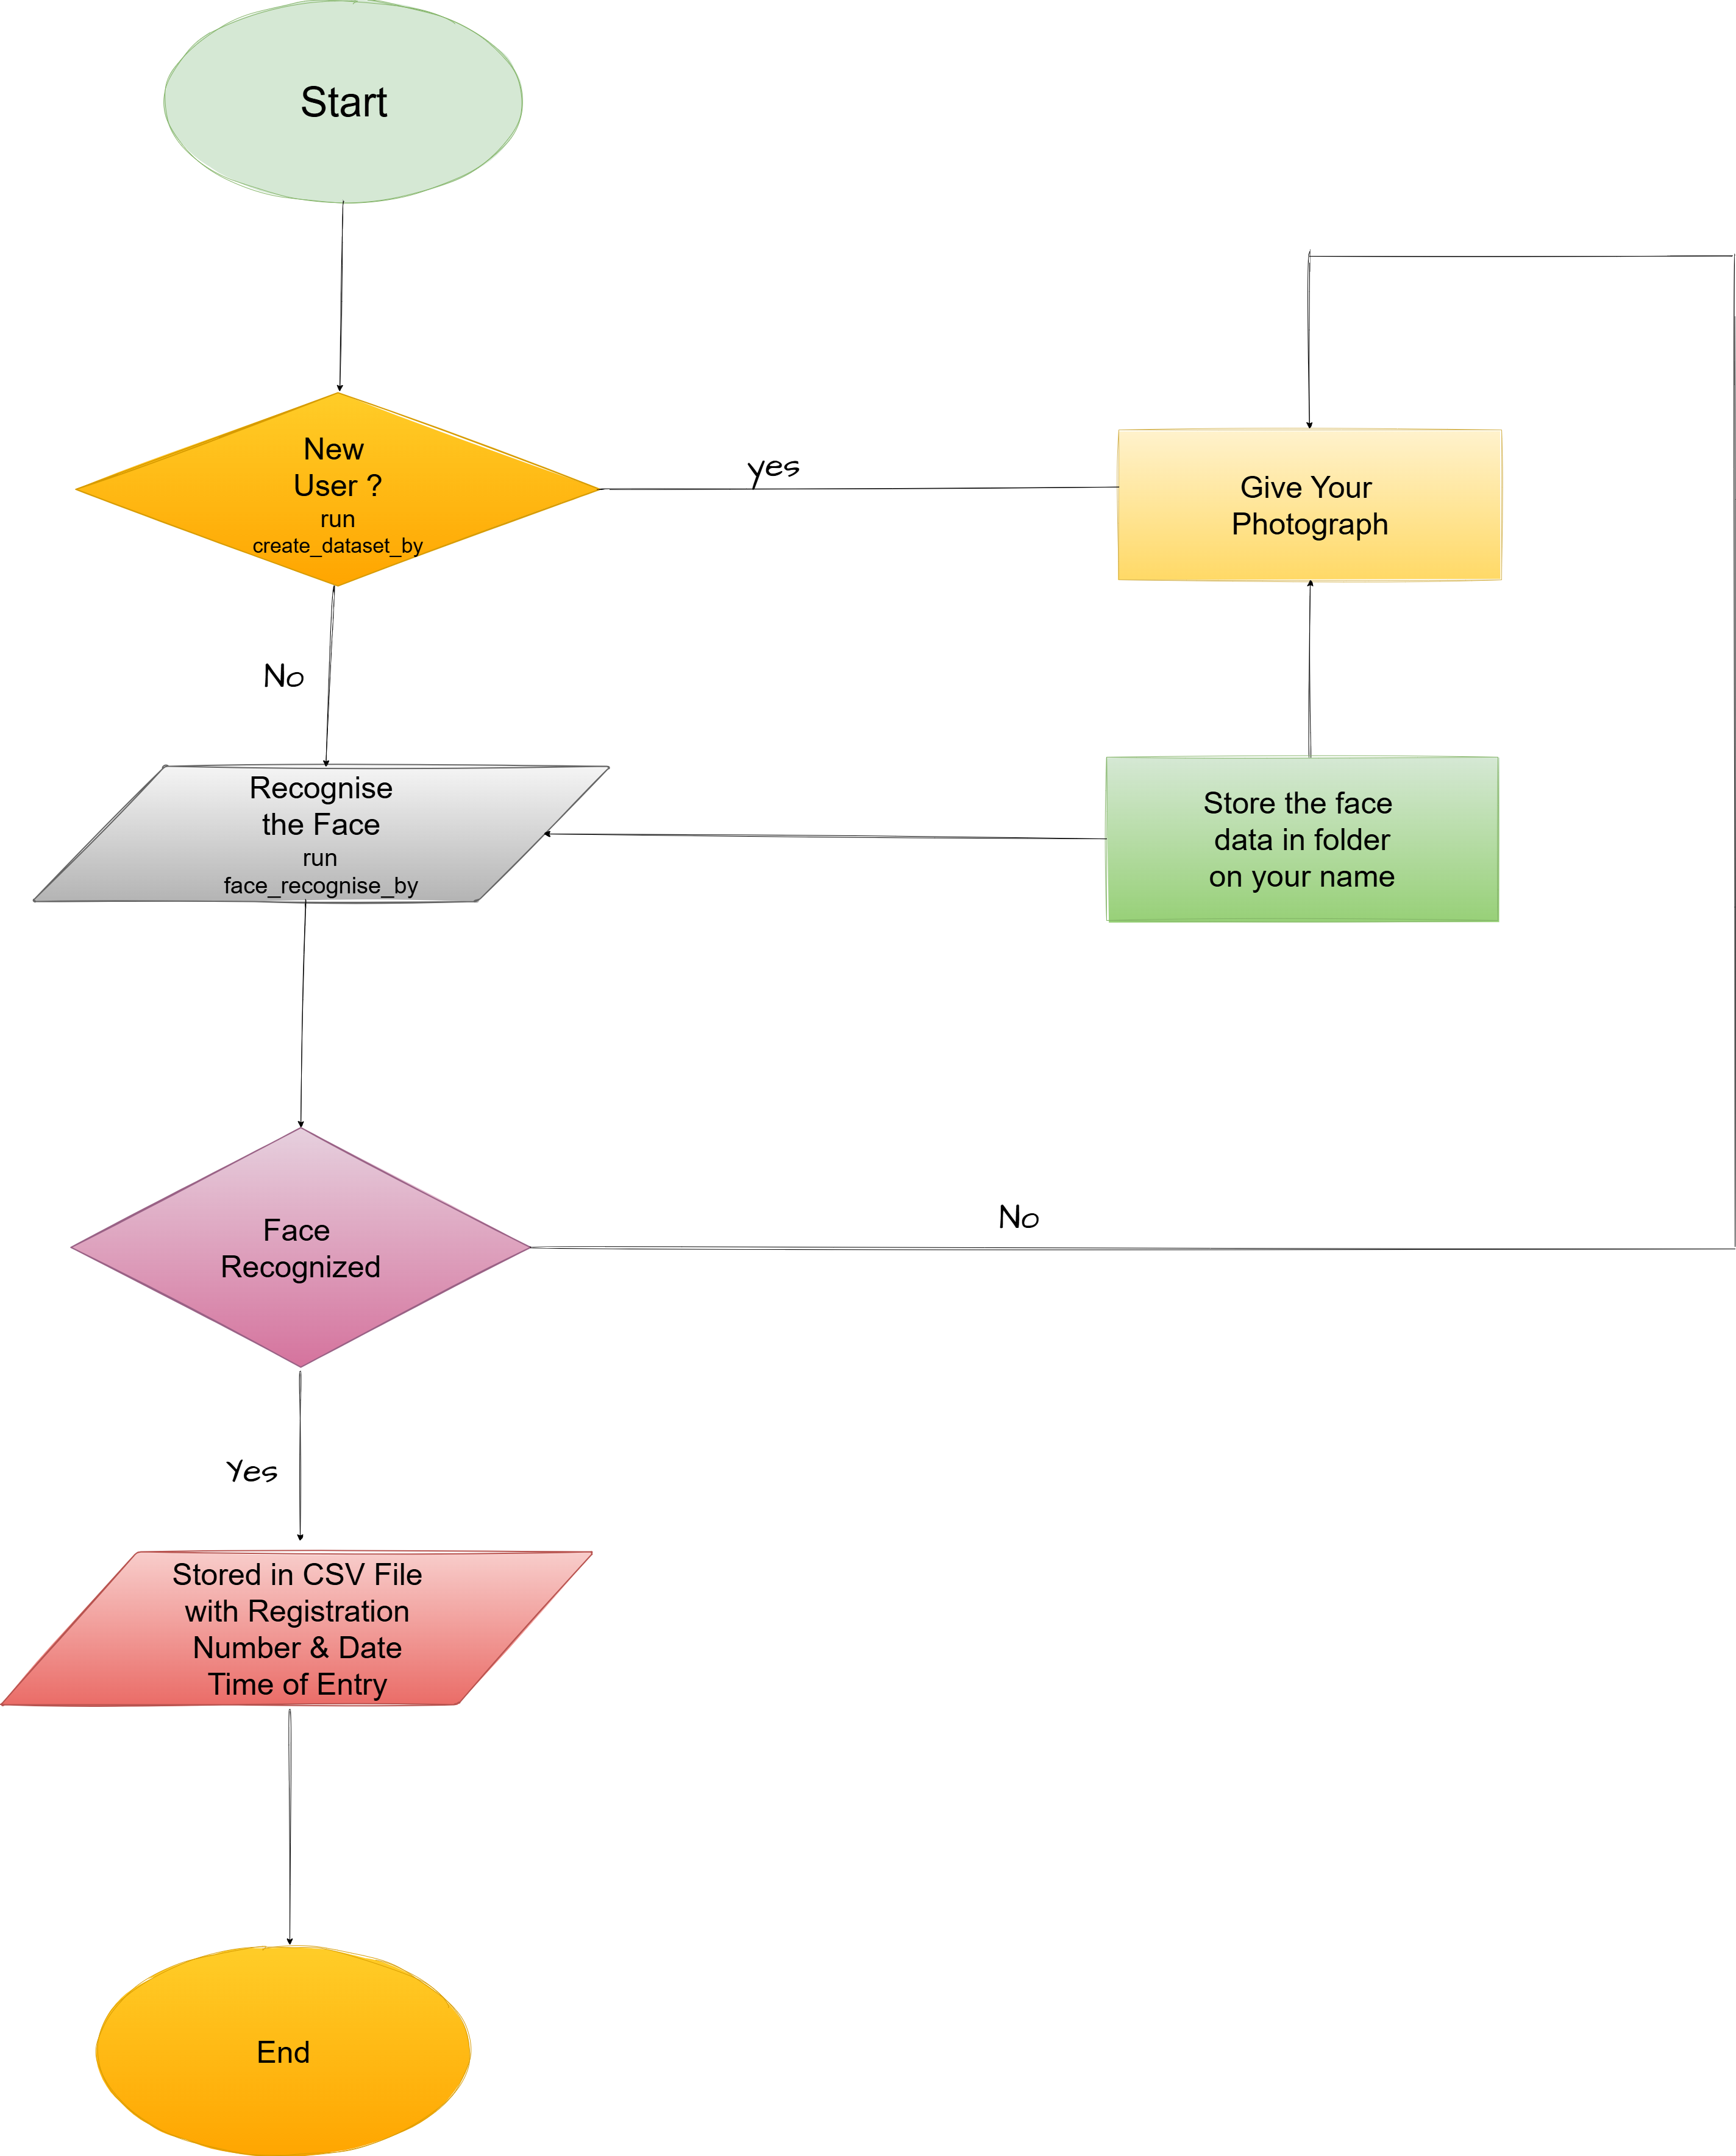 Start
New
User ?
run
create_dataset_by
yes
Give Your
Photograph
No
Recognise
the Face
run
face_recognise_by
Store the face
data in folder
on your name
Face
Recognized
No
Yes
Stored in CSV File
with Registration
Number & Date
Time of Entry
End